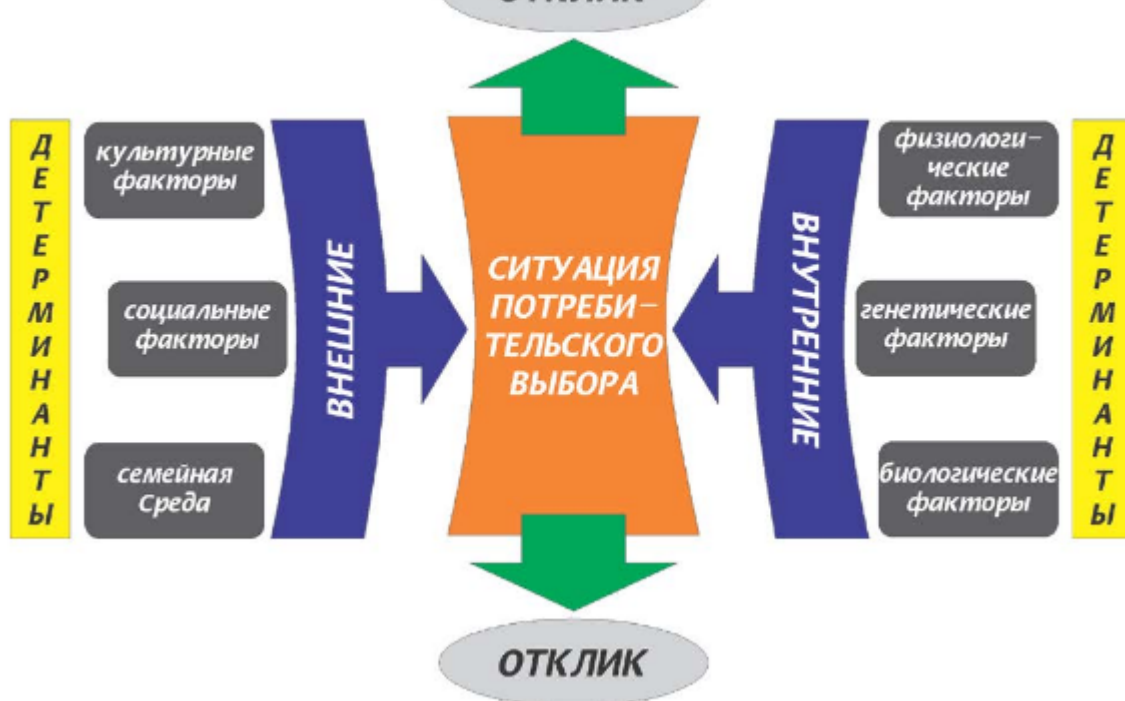 ОТКЛИК
ДЕТЕРМИНАНТЫ
культурные
факторы
социальные
факторы
семейная
Среда
ВНЕШНИЕ
СИТУАЦИЯ
ПОТРЕБИ–
ТЕЛЬСКОГО
ВЫБОРА
ВНУТРЕННИЕ
физиологи–
ческие
факторы
генетические
факторы
биологические
факторы
ДЕТЕРМИНАНТЫ
ОТКЛИК